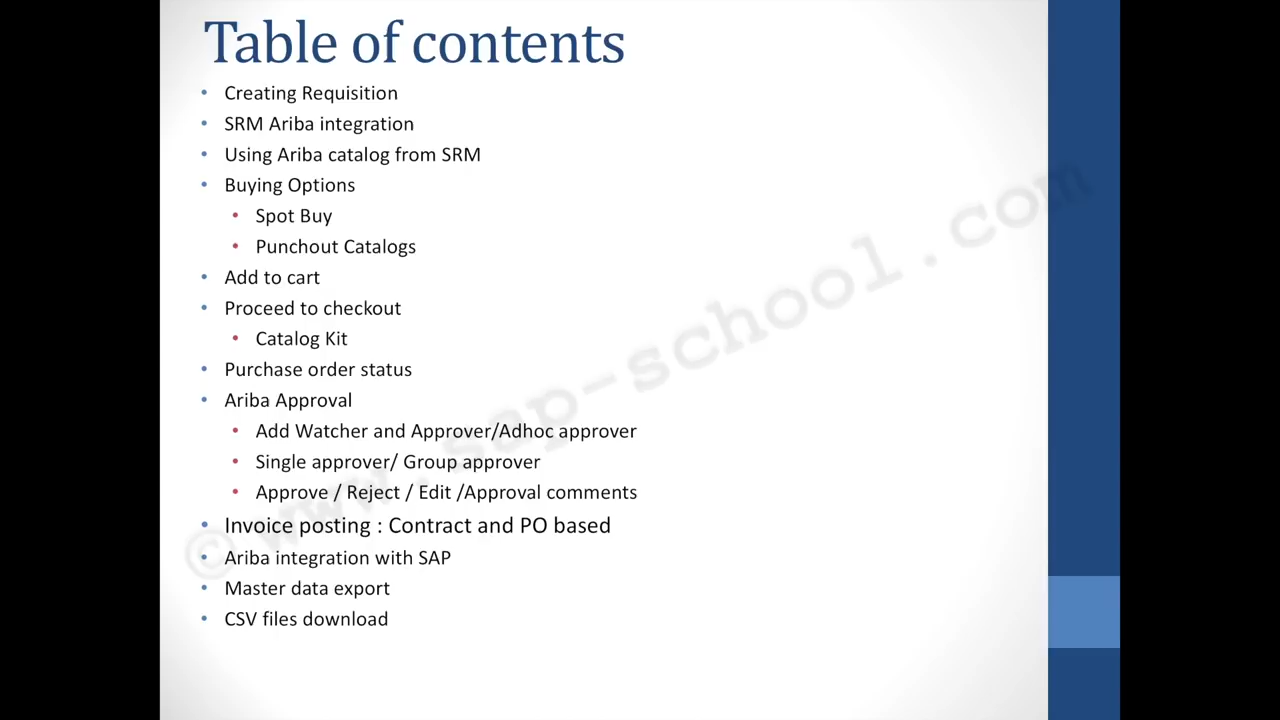 Table of contents
• Creating Requisition
• SRM Ariba integration
• Using Ariba catalog from SRM
• Buying Options
• Spot Buy
• Punchout Catalogs
• Add to cart
• Proceed to checkout
• Catalog Kit
• Purchase order status
• Ariba Approval
• Add Watcher and Approver/Adhoc approver
• Single approver/ Group approver
• Approve / Reject / Edit /Approval comments
• Invoice posting : Contract and PO based
• Ariba integration with SAP
• Master data export
• CSV files download
© www.sap-school.com